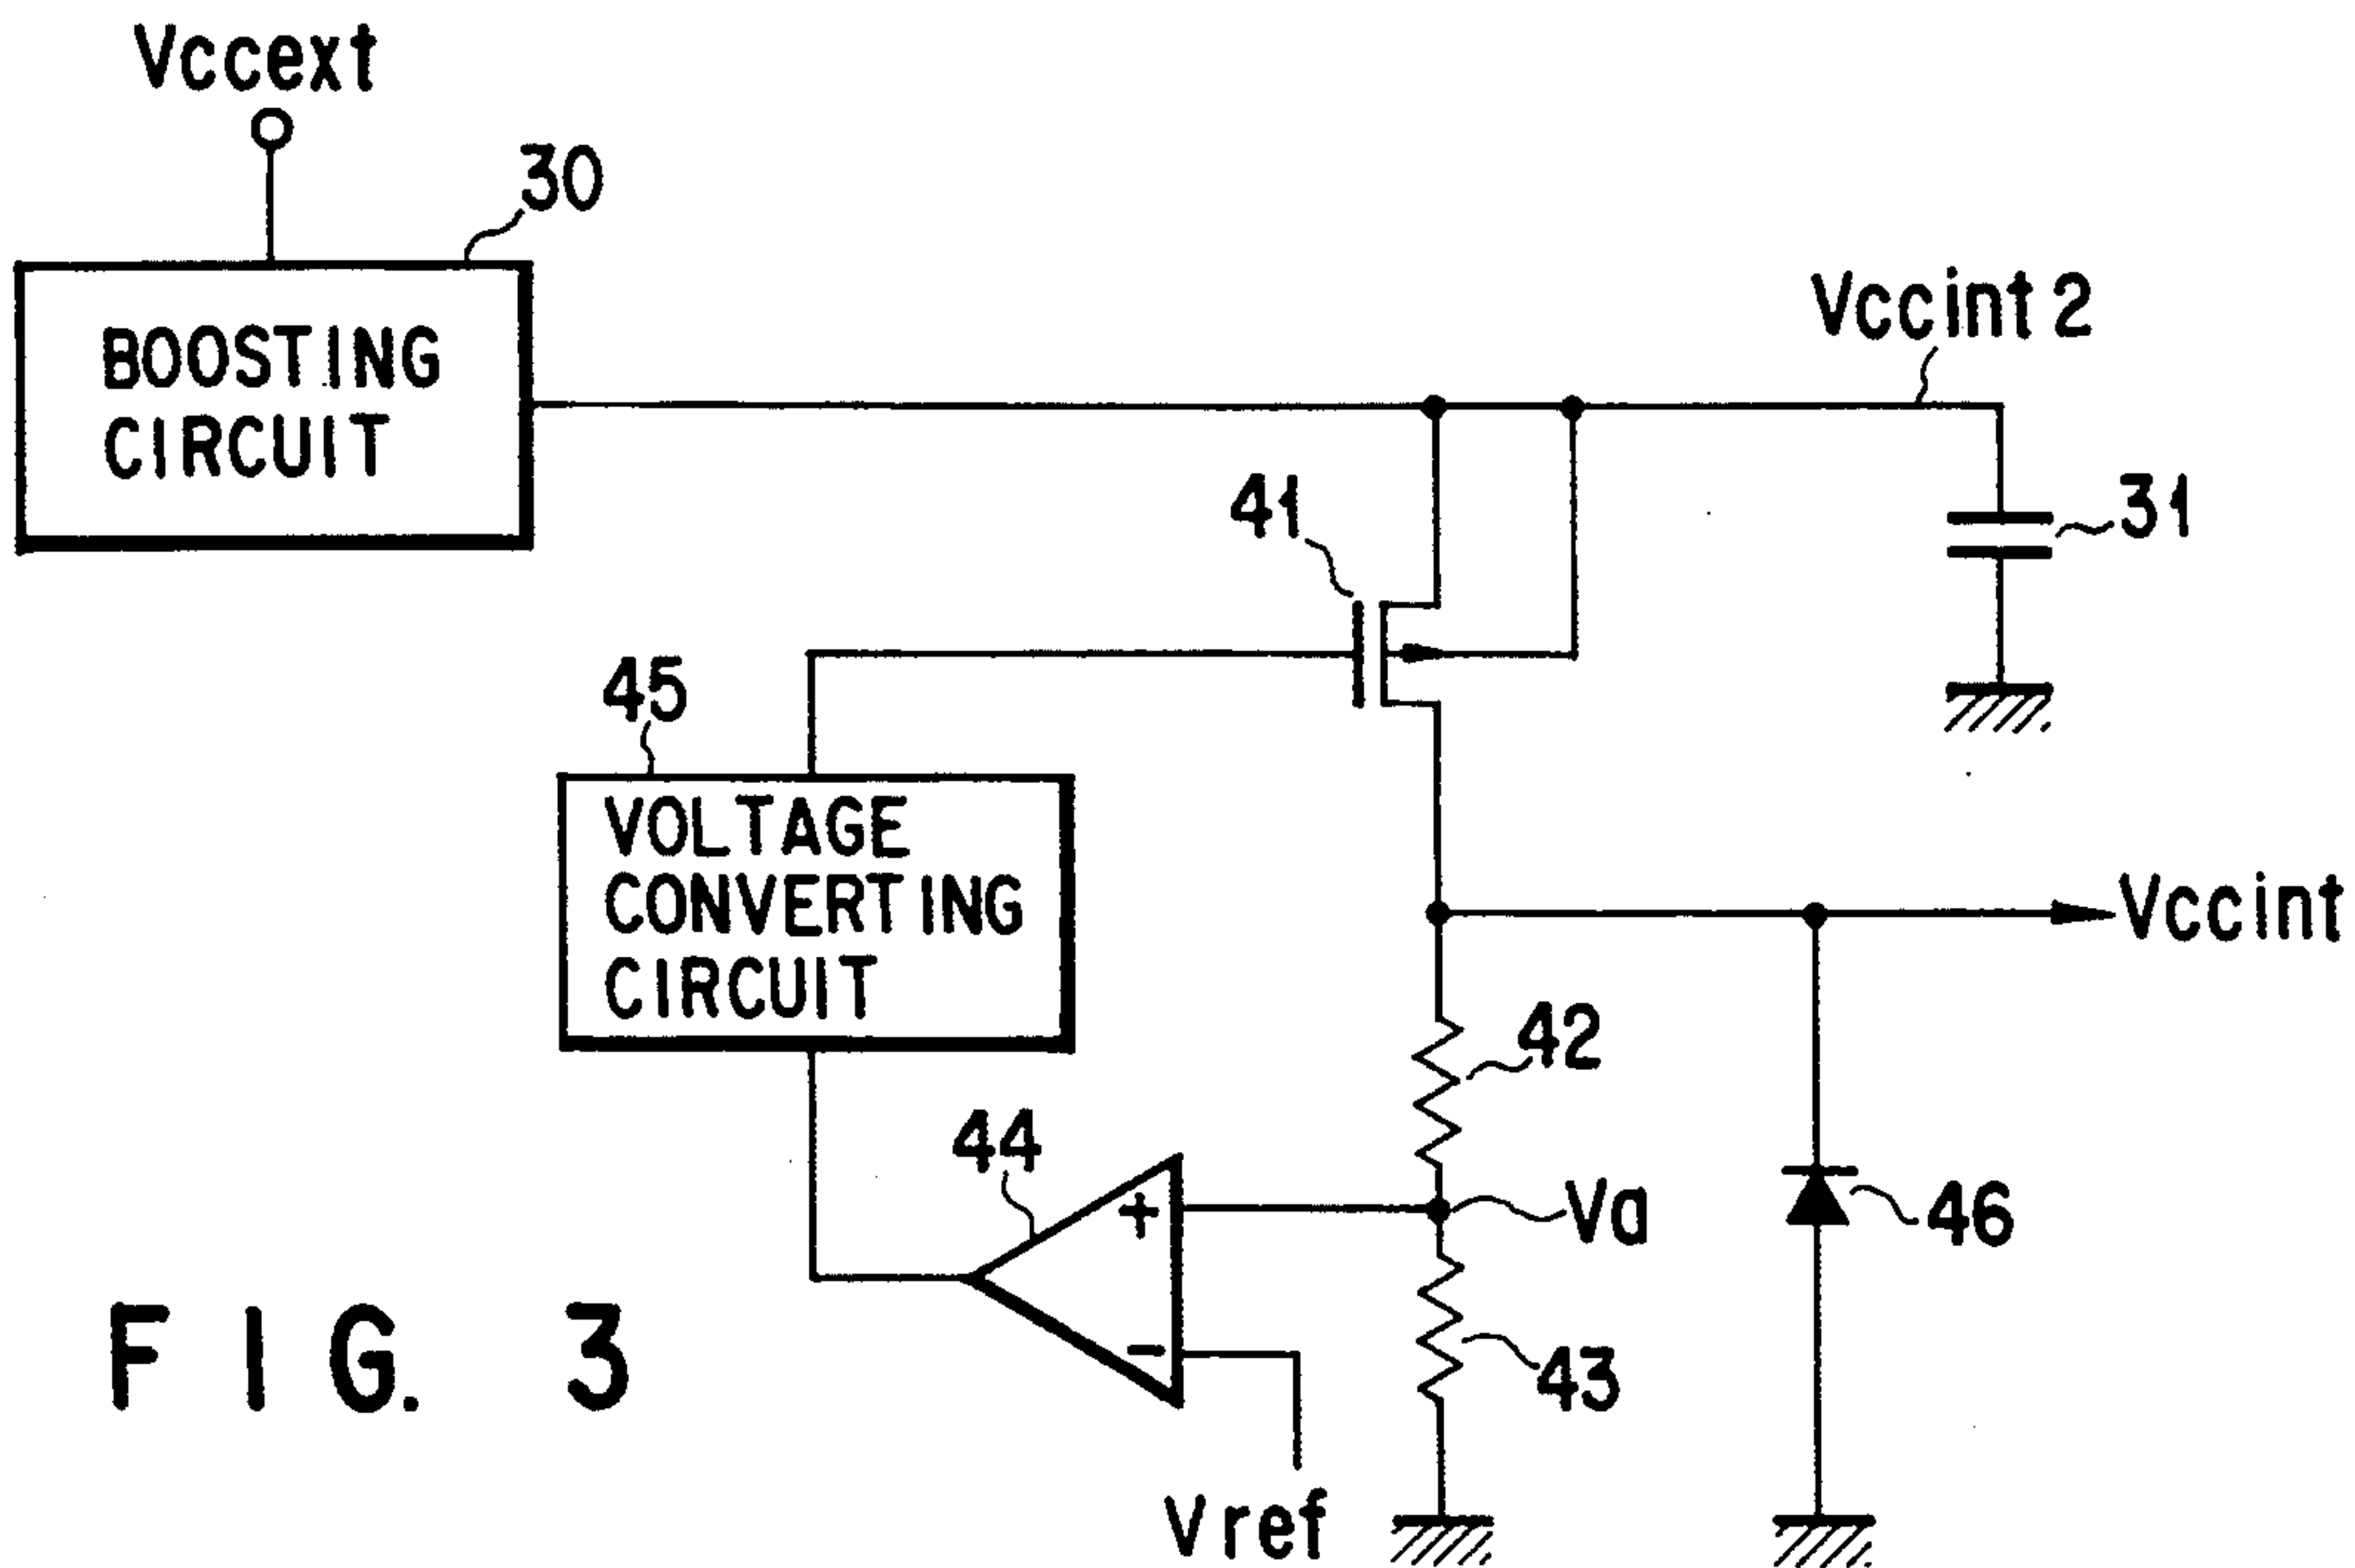 Vccext
30
BOOSTING
CIRCUIT
Vccint 2
41
31
45
VOLTAGE
CONVERTING
CIRCUIT
Vccint
42
44
+
Va
46
-
43
Vref
FIG. 3